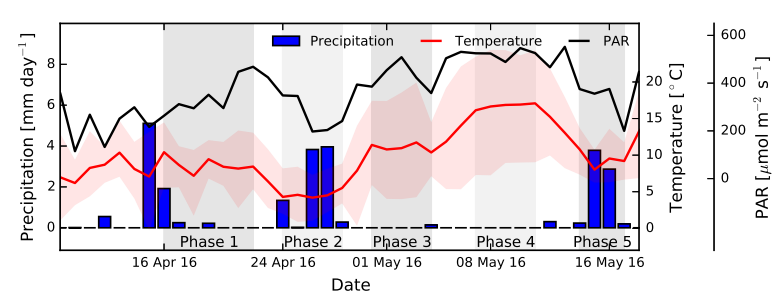 Precipitation Temperature PAR
Precipitation [mm day⁻¹]
8
6
4
2
0
20
15
10
5
0
Temperature [°C]
600
400
200
0
PAR [μmol m⁻² s⁻¹]
Phase 1 Phase 2 Phase 3 Phase 4 Phase 5
16 Apr 16 24 Apr 16 01 May 16 08 May 16 16 May 16
Date